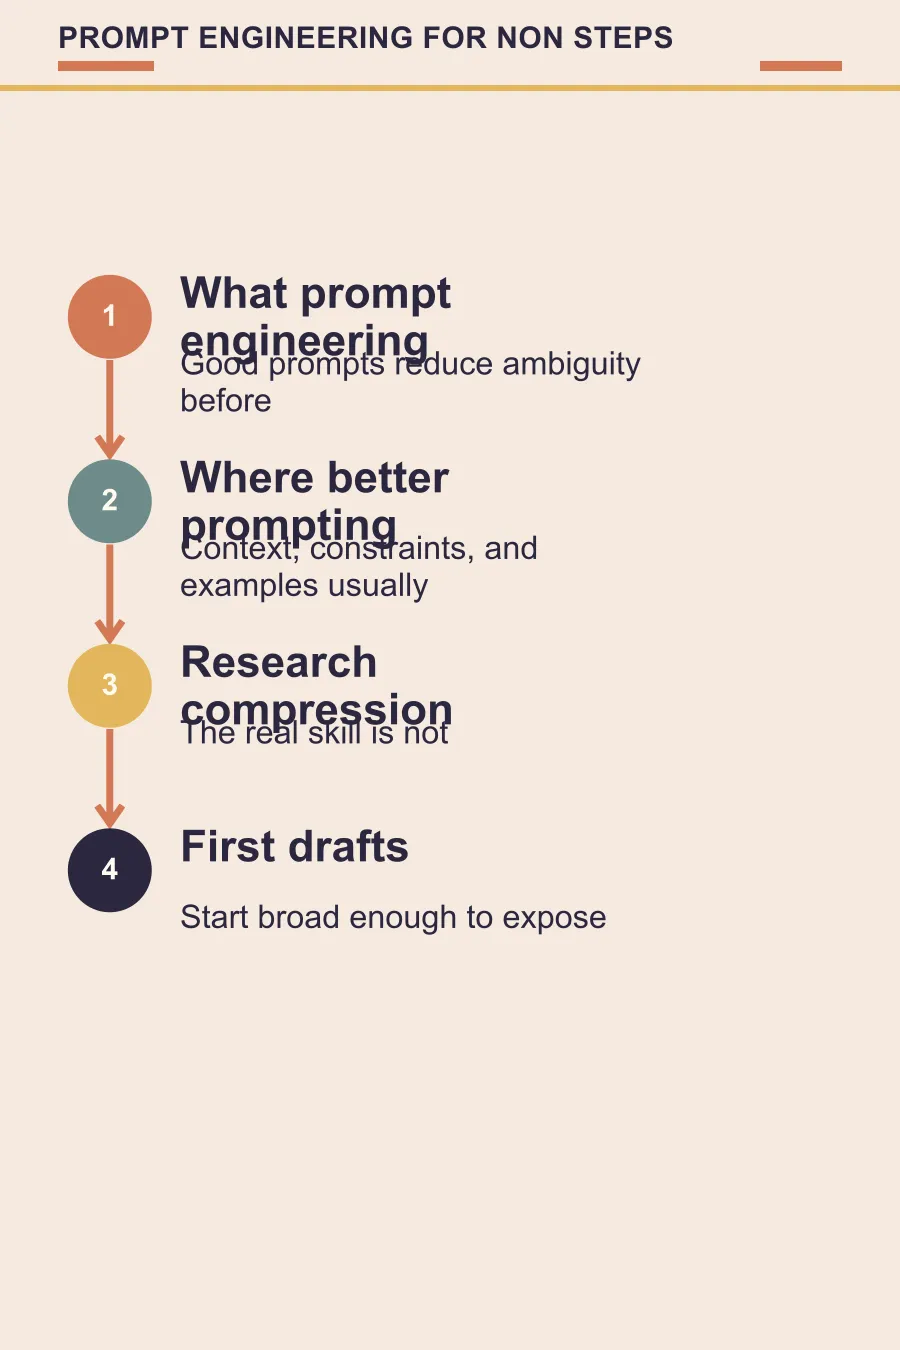 PROMPT ENGINEERING FOR NON STEPS
1
What prompt
engineering
Good prompts reduce ambiguity
before
2
Where better
prompting
Context, constraints, and
examples usually
3
Research
compression
The real skill is not
4
First drafts
Start broad enough to expose